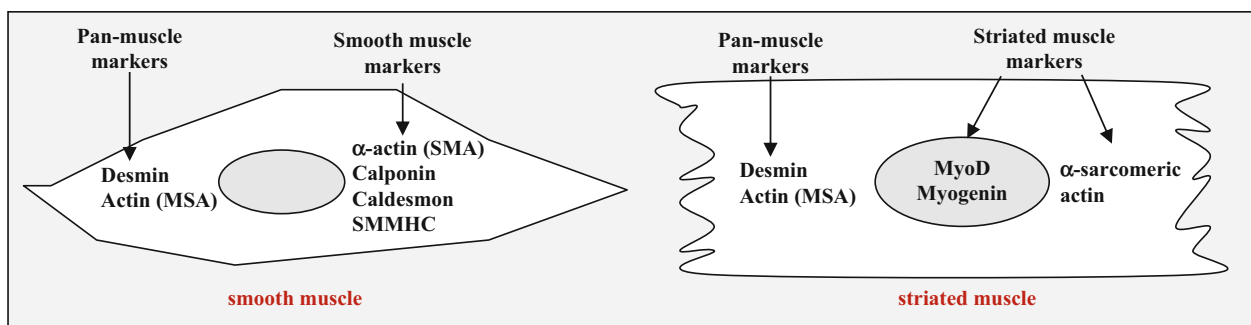 Pan-muscle
markers
Smooth muscle
markers
Desmin
Actin (MSA)
α-actin (SMA)
Calponin
Caldesmon
SMMHC
smooth muscle
Pan-muscle
markers
Striated muscle
markers
Desmin
Actin (MSA)
MyoD
Myogenin
α-sarcomeric
actin
striated muscle